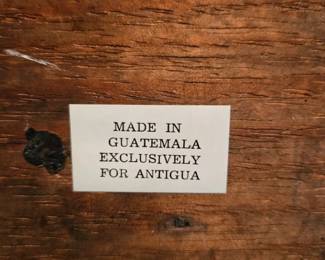 MADE IN
GUATEMALA
EXCLUSIVELY
FOR ANTIGUA